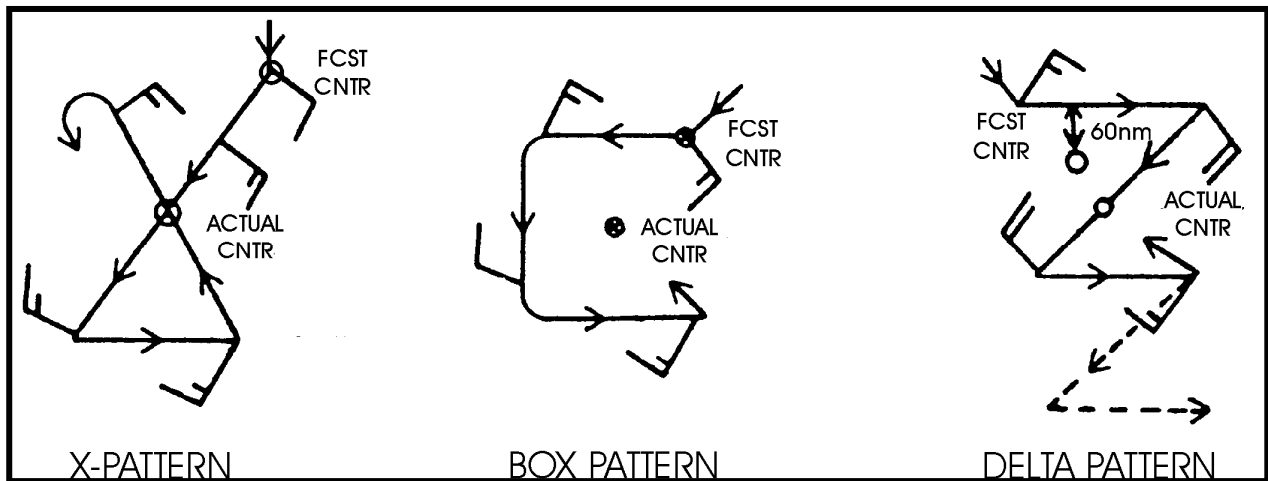 FCST
CNTR
ACTUAL
CNTR
X-PATTERN
FCST
CNTR
ACTUAL
CNTR
BOX PATTERN
FCST
CNTR
60nm
ACTUAL
CNTR
DELTA PATTERN